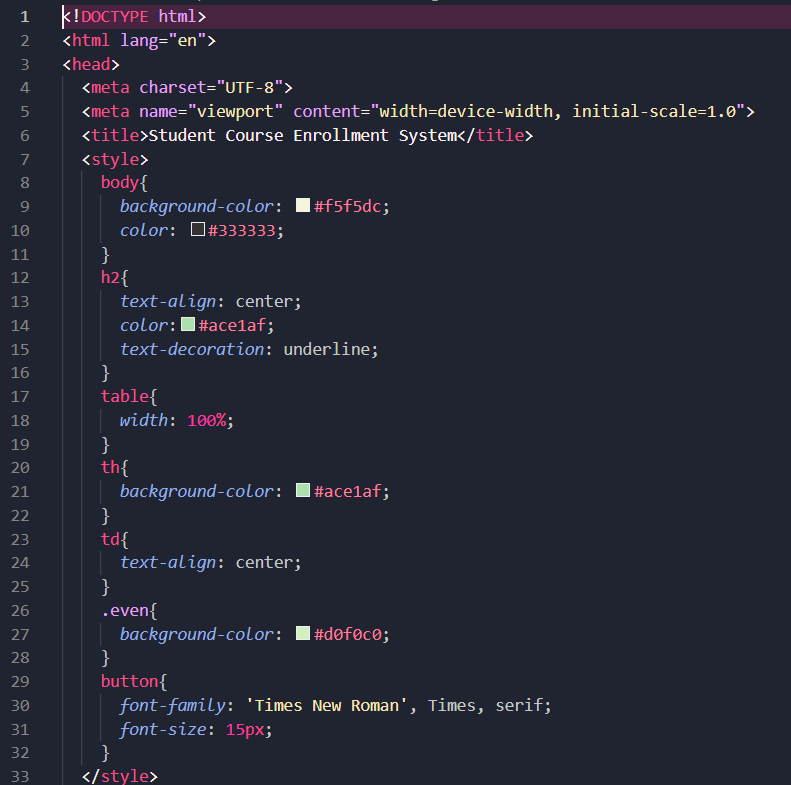 1 <!DOCTYPE html>
2 <html lang="en">
3 <head>
4 <meta charset="UTF-8">
5 <meta name="viewport" content="width=device-width, initial-scale=1.0">
6 <title>Student Course Enrollment System</title>
7 <style>
8 body{
9 background-color: #f5f5dc;
10 color: #333333;
11 }
12 h2{
13 text-align: center;
14 color: #ace1af;
15 text-decoration: underline;
16 }
17 table{
18 width: 100%;
19 }
20 th{
21 background-color: #ace1af;
22 }
23 td{
24 text-align: center;
25 }
26 .even{
27 background-color: #d0f0c0;
28 }
29 button{
30 font-family: 'Times New Roman', Times, serif;
31 font-size: 15px;
32 }
33 </style>